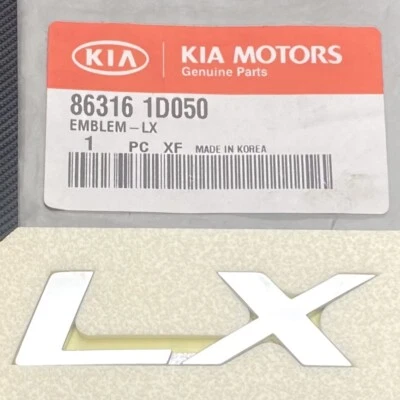 KIA
KIA MOTORS
Genuine Parts
86316 1D050
EMBLEM-LX
1 PC XF MADE IN KOREA
LX